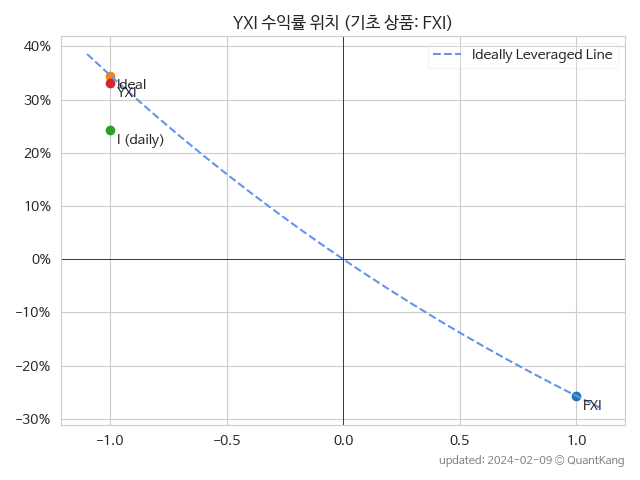 YXI 수익률 위치 (기초 상품: FXI)
40%
30%
20%
10%
0%
−10%
−20%
−30%
Ideally Leveraged Line
Ideal
YXI
I (daily)
FXI
−1.0
−0.5
0.0
0.5
1.0
updated: 2024-02-09 © QuantKang